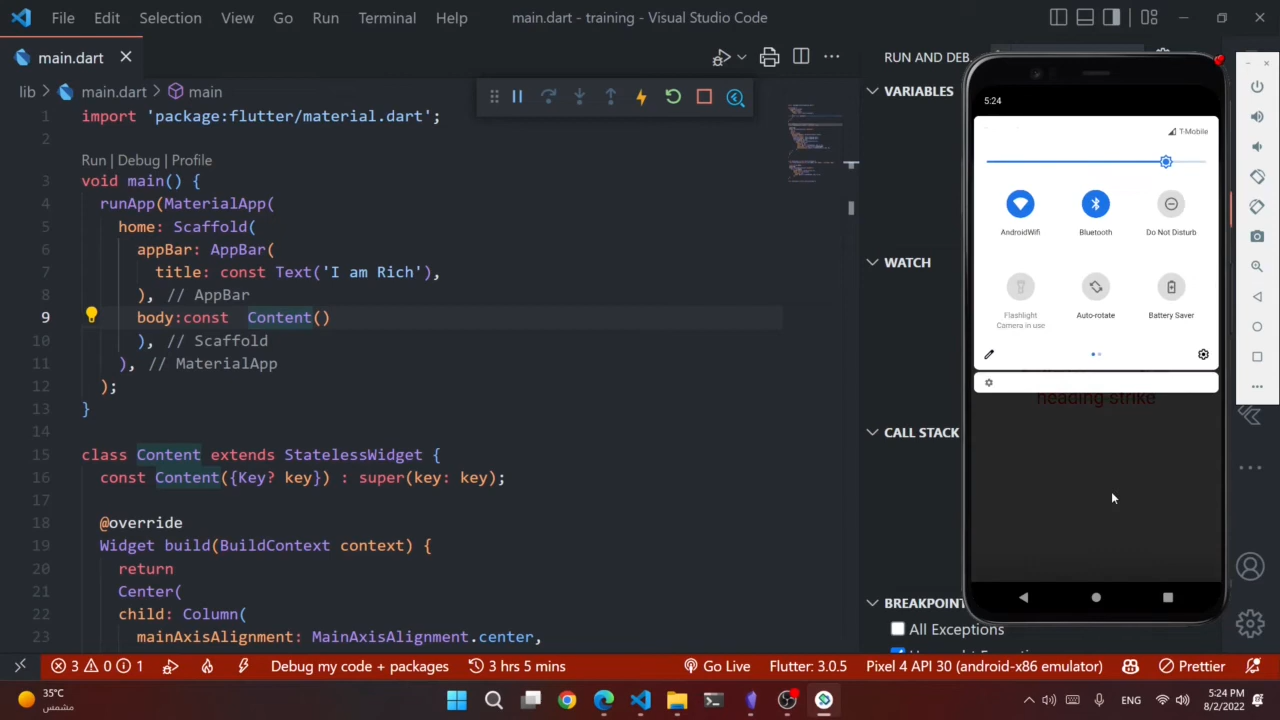 File Edit Selection View Go Run Terminal Help main.dart - training - Visual Studio Code
main.dart
lib > main.dart > main
1 import 'package:flutter/material.dart';
2
Run | Debug | Profile
3 void main() {
4 runApp(MaterialApp(
5 home: Scaffold(
6 appBar: AppBar(
7 title: const Text('I am Rich'),
8 ), // AppBar
9 body:const  Content()
10 ), // Scaffold
11 ), // MaterialApp
12 );
13 }
14
15 class Content extends StatelessWidget {
16 const Content({Key? key}) : super(key: key);
17
18 @override
19 Widget build(BuildContext context) {
20 return
21 Center(
22 child: Column(
23 mainAxisAlignment: MainAxisAlignment.center,
RUN AND DEB
VARIABLES
WATCH
CALL STACK
BREAKPOIN
All Exceptions
5:24
T-Mobile
AndroidWifi Bluetooth Do Not Disturb
Flashlight Auto-rotate Battery Saver
Camera in use
heading strike
3 0 1 Debug my code + packages 3 hrs 5 mins Go Live Flutter: 3.0.5 Pixel 4 API 30 (android-x86 emulator) Prettier
35°C
مشمس
ENG
5:24 PM
8/2/2022